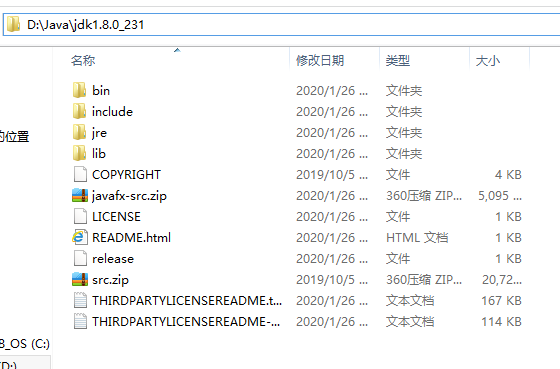 D:\Java\jdk1.8.0_231
名称 修改日期 类型 大小
bin 2020/1/26 ... 文件夹
include 2020/1/26 ... 文件夹
jre 2020/1/26 ... 文件夹
的位置
lib 2020/1/26 ... 文件夹
COPYRIGHT 2019/10/5 ... 文件 4 KB
javafx-src.zip 2020/1/26 ... 360压缩 ZIP... 5,095 ...
LICENSE 2020/1/26 ... 文件 1 KB
README.html 2020/1/26 ... HTML 文档 1 KB
release 2020/1/26 ... 文件 1 KB
src.zip 2019/10/5 ... 360压缩 ZIP... 20,72...
THIRDPARTYLICENSEREADME.t... 2020/1/26 ... 文本文档 167 KB
THIRDPARTYLICENSEREADME-... 2020/1/26 ... 文本文档 114 KB
8_OS (C:)
(D:)